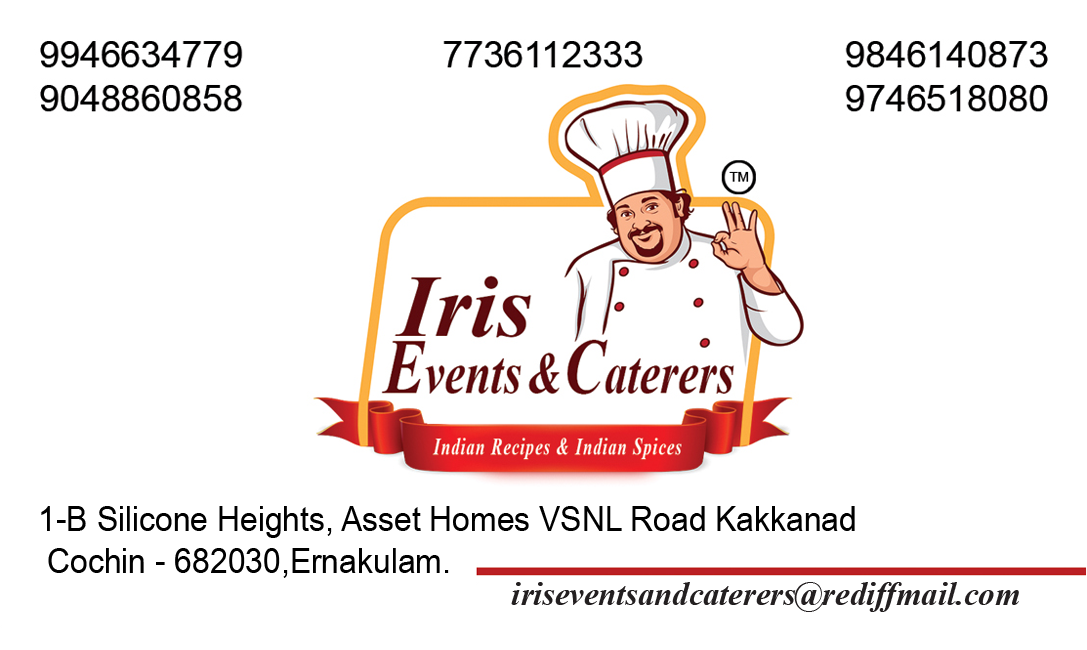 9946634779 7736112333 9846140873
9048860858 9746518080
TM
Iris
Events & Caterers
Indian Recipes & Indian Spices
1-B Silicone Heights, Asset Homes VSNL Road Kakkanad
Cochin - 682030,Ernakulam.
iriseventsandcaterers@rediffmail.com